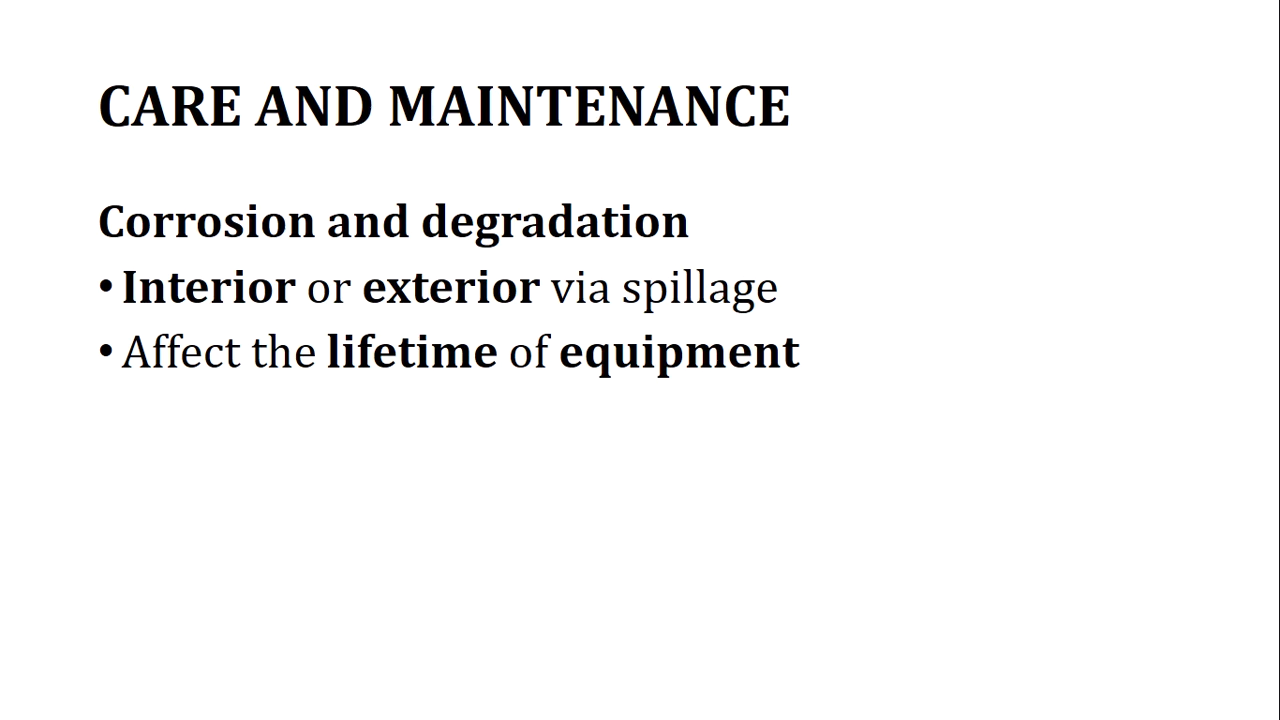 CARE AND MAINTENANCE
Corrosion and degradation
• Interior or exterior via spillage
• Affect the lifetime of equipment